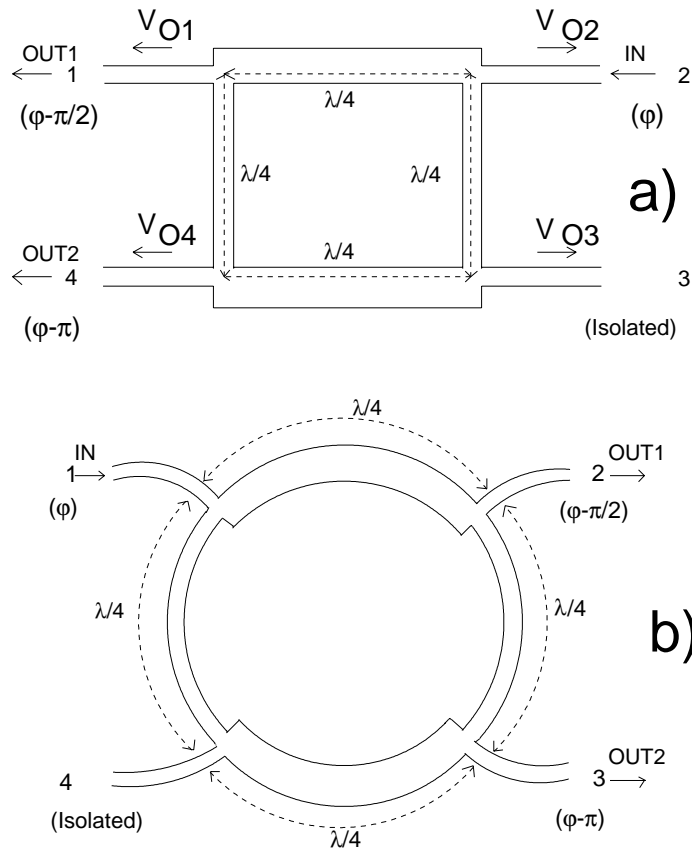 V O1
V O2
OUT1
IN
1
2
(φ-π/2)
λ/4
(φ)
λ/4
λ/4
a)
V O4
V O3
OUT2
λ/4
4
3
(φ-π)
(Isolated)
λ/4
IN
OUT1
1
2
(φ)
(φ-π/2)
λ/4
λ/4
b)
OUT2
4
3
(Isolated)
(φ-π)
λ/4